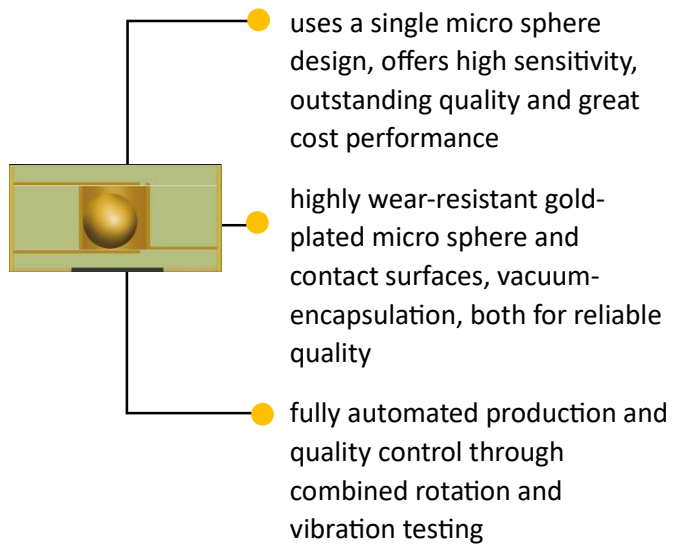 uses a single micro sphere
design, offers high sensitivity,
outstanding quality and great
cost performance
highly wear-resistant gold-
plated micro sphere and
contact surfaces, vacuum-
encapsulation, both for reliable
quality
fully automated production and
quality control through
combined rotation and
vibration testing